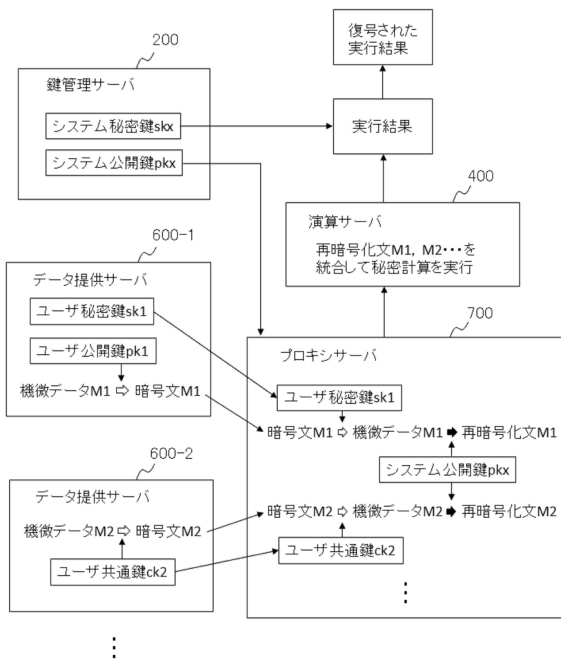 復号された
実行結果
200
鍵管理サーバ
システム秘密鍵skx
システム公開鍵pkx
実行結果
400
演算サーバ
再暗号化文M1, M2・・・を
統合して秘密計算を実行
600-1
データ提供サーバ
ユーザ秘密鍵sk1
ユーザ公開鍵pk1
機微データM1 ⇨ 暗号文M1
700
プロキシサーバ
ユーザ秘密鍵sk1
暗号文M1 ⇨ 機微データM1 ➡ 再暗号化文M1
システム公開鍵pkx
暗号文M2 ⇨ 機微データM2 ➡ 再暗号化文M2
ユーザ共通鍵ck2
600-2
データ提供サーバ
機微データM2 ⇨ 暗号文M2
ユーザ共通鍵ck2